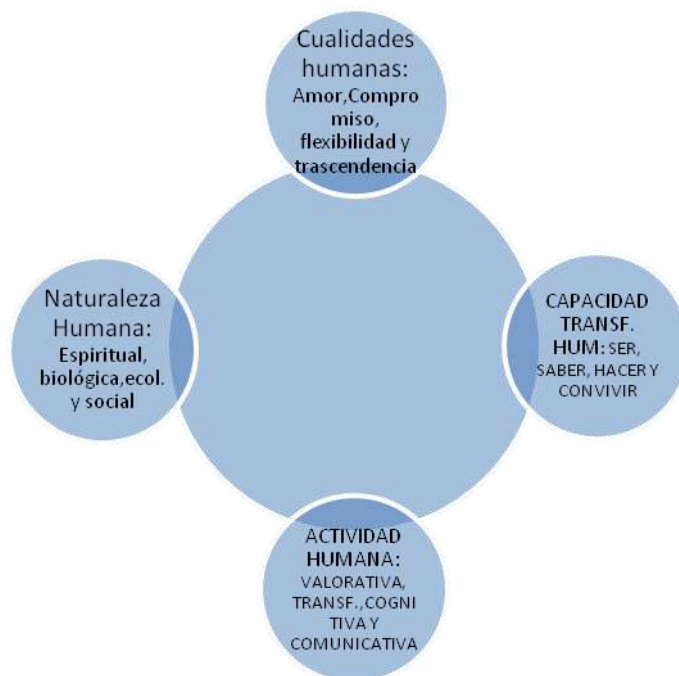 Cualidades
humanas:
Amor,Compro
miso,
flexibilidad y
trascendencia
Naturaleza
Humana:
Espiritual,
biológica,ecol.
y social
CAPACIDAD
TRANSF.
HUM: SER,
SABER, HACER Y
CONVIVIR
ACTIVIDAD
HUMANA:
VALORATIVA,
TRANSF.,COGNI
TIVA Y
COMUNICATIVA